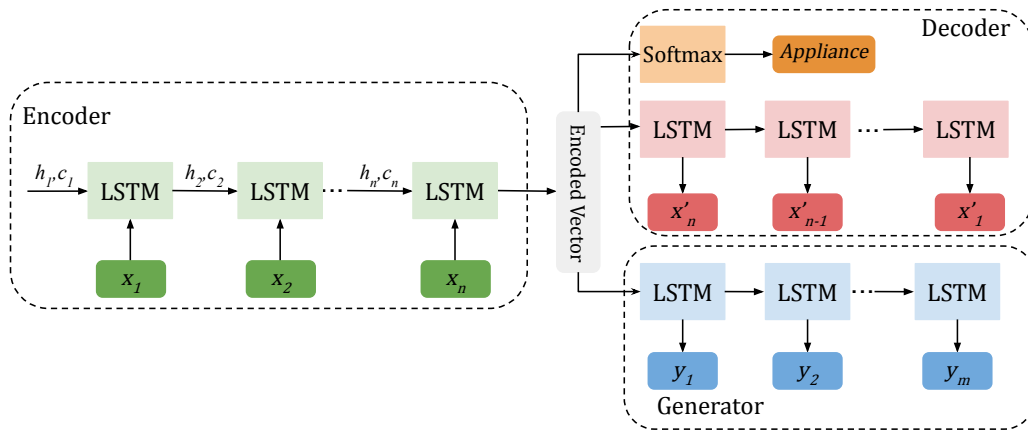 Encoder
h₁,c₁
LSTM
h₂,c₂
LSTM
...
hₙ,cₙ
LSTM
x₁
x₂
xₙ
Encoded Vector
Decoder
Softmax
Appliance
LSTM
LSTM
...
LSTM
x'ₙ
x'ₙ₋₁
x'₁
LSTM
LSTM
...
LSTM
y₁
y₂
yₘ
Generator